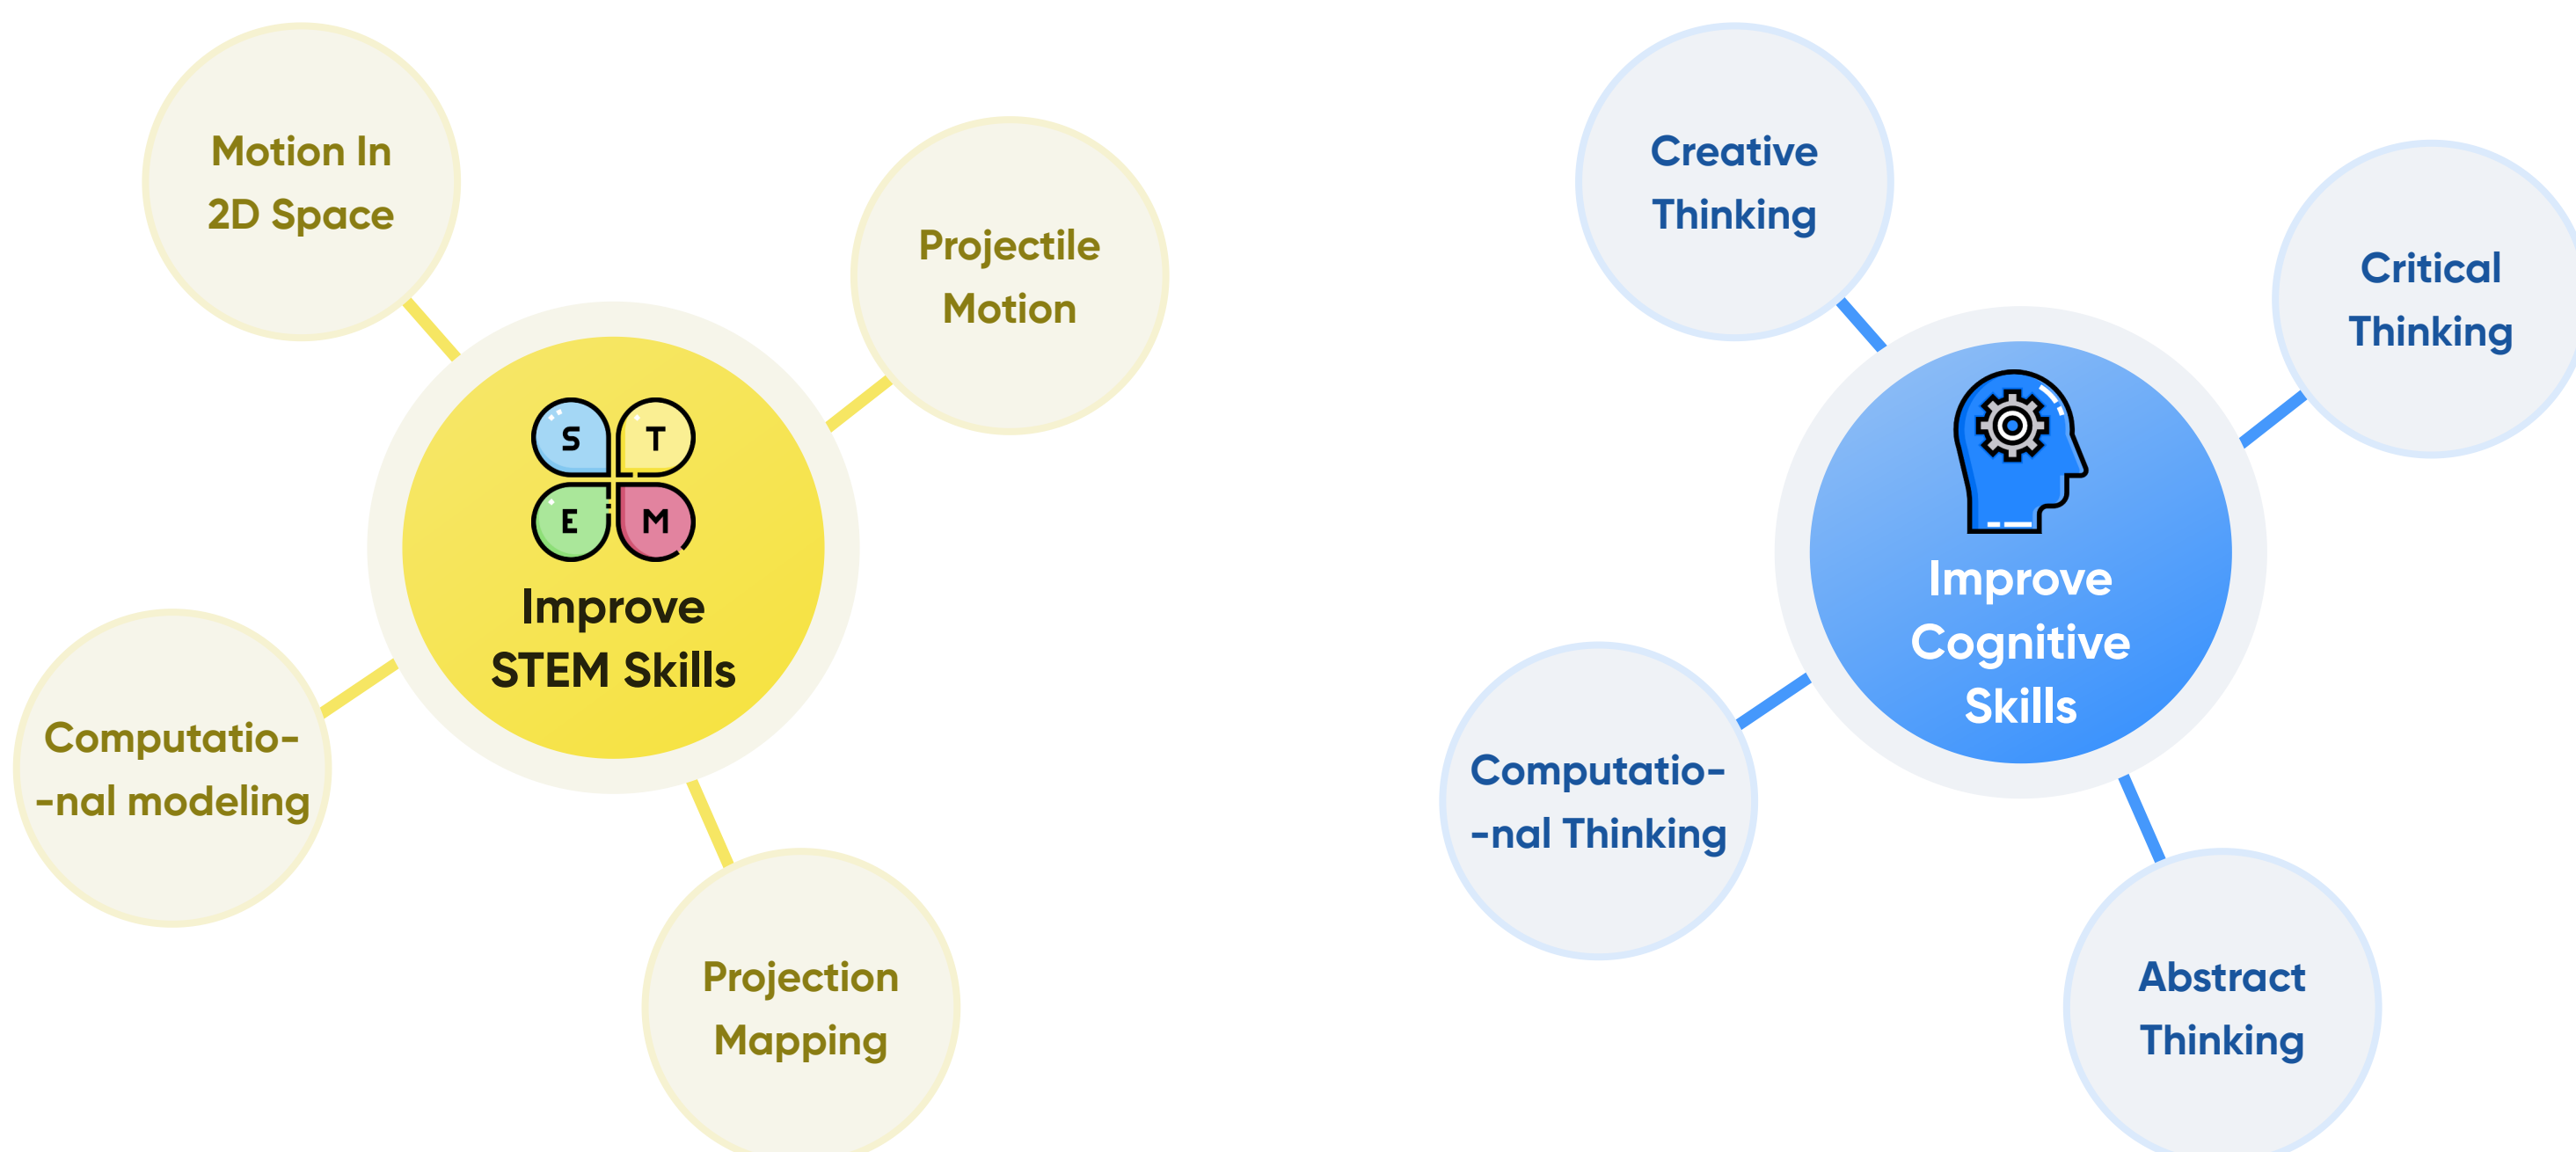 Motion In
2D Space
Projectile
Motion
S T
E M
Improve
STEM Skills
Computatio-
-nal modeling
Projection
Mapping
Creative
Thinking
Critical
Thinking
Improve
Cognitive
Skills
Computatio-
-nal Thinking
Abstract
Thinking